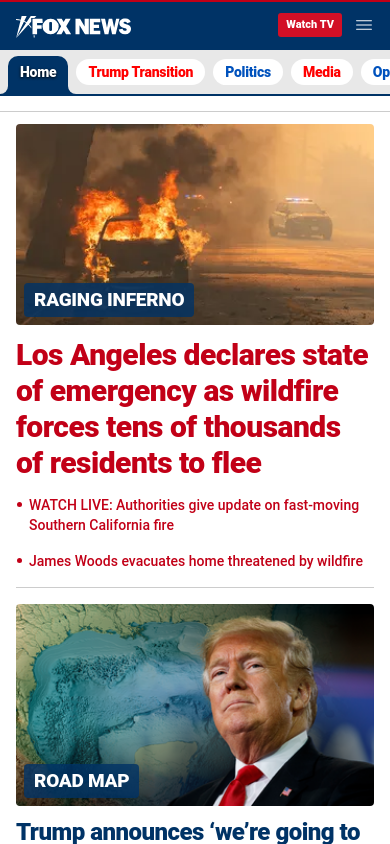 FOX NEWS
Watch TV
Home
Trump Transition
Politics
Media
Op
RAGING INFERNO
Los Angeles declares state
of emergency as wildfire
forces tens of thousands
of residents to flee
• WATCH LIVE: Authorities give update on fast-moving
Southern California fire
• James Woods evacuates home threatened by wildfire
ROAD MAP
Trump announces ‘we’re going to